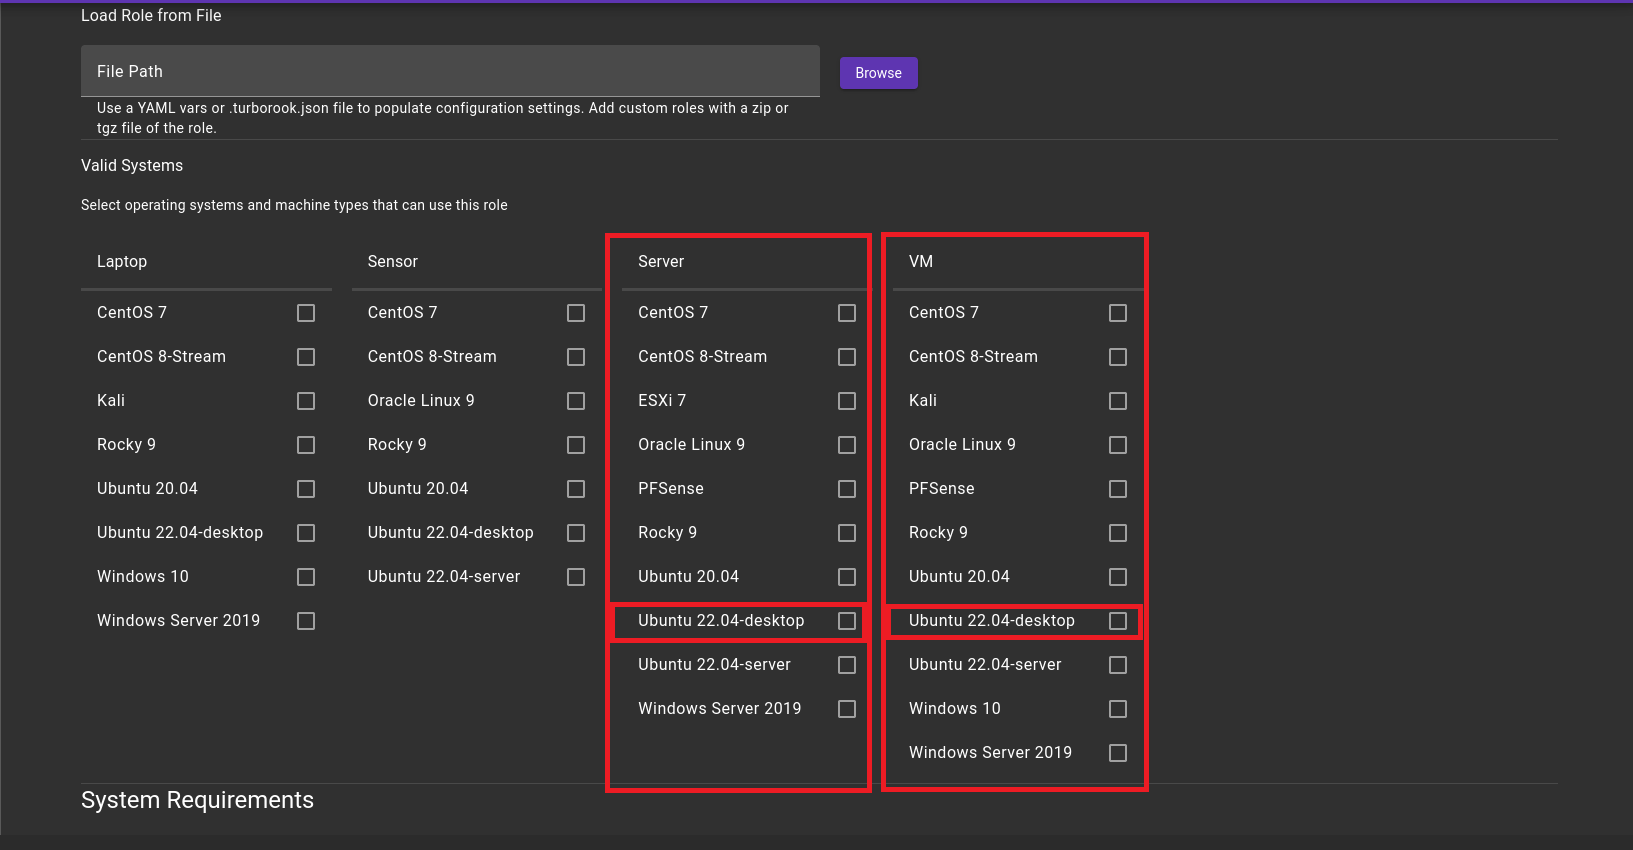 Load Role from File
File Path
Browse
Use a YAML vars or .turborook.json file to populate configuration settings. Add custom roles with a zip or
tgz file of the role.
Valid Systems
Select operating systems and machine types that can use this role
Laptop
CentOS 7
CentOS 8-Stream
Kali
Rocky 9
Ubuntu 20.04
Ubuntu 22.04-desktop
Windows 10
Windows Server 2019
Sensor
CentOS 7
CentOS 8-Stream
Oracle Linux 9
Rocky 9
Ubuntu 20.04
Ubuntu 22.04-desktop
Ubuntu 22.04-server
Server
CentOS 7
CentOS 8-Stream
ESXi 7
Oracle Linux 9
PFSense
Rocky 9
Ubuntu 20.04
Ubuntu 22.04-desktop
Ubuntu 22.04-server
Windows Server 2019
VM
CentOS 7
CentOS 8-Stream
Kali
Oracle Linux 9
PFSense
Rocky 9
Ubuntu 20.04
Ubuntu 22.04-desktop
Ubuntu 22.04-server
Windows 10
Windows Server 2019
System Requirements